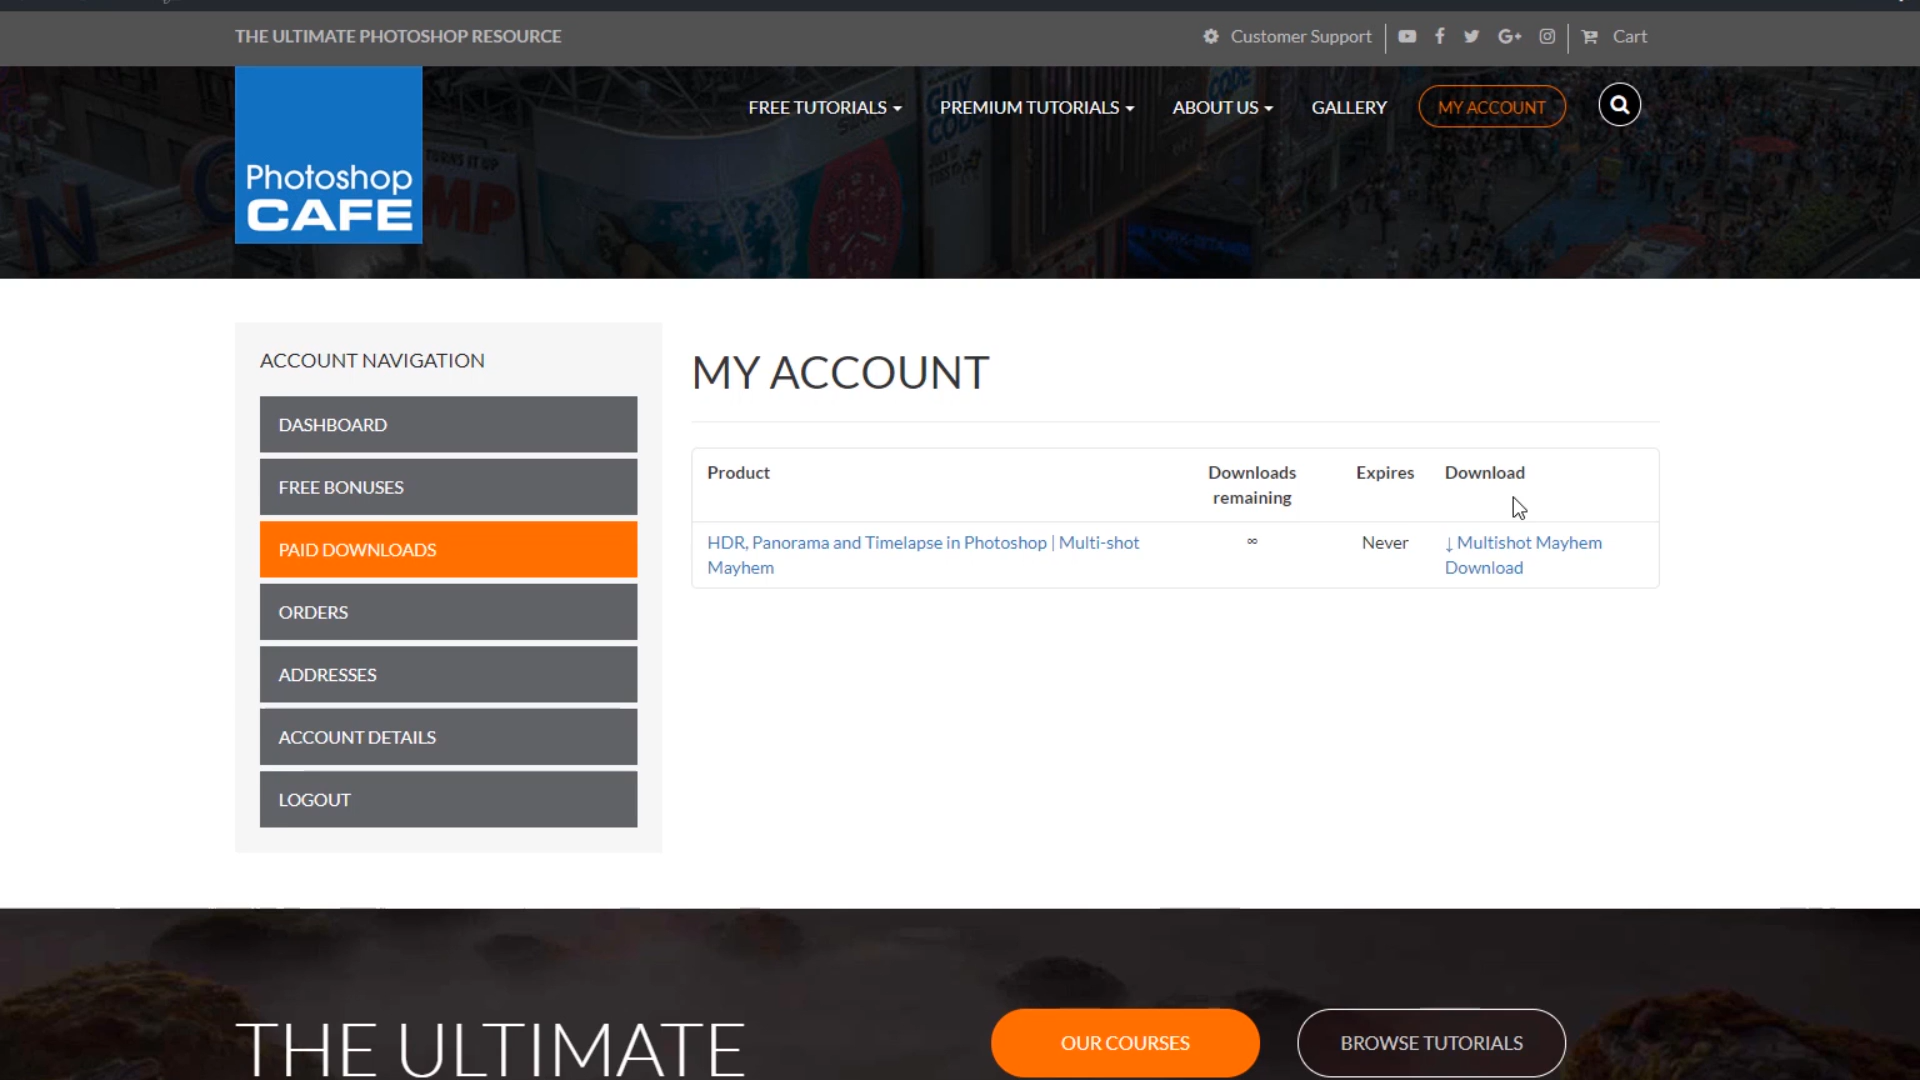 THE ULTIMATE PHOTOSHOP RESOURCE
Customer Support
Cart
Photoshop
CAFE
FREE TUTORIALS
PREMIUM TUTORIALS
ABOUT US
GALLERY
MY ACCOUNT
ACCOUNT NAVIGATION
DASHBOARD
FREE BONUSES
PAID DOWNLOADS
ORDERS
ADDRESSES
ACCOUNT DETAILS
LOGOUT
MY ACCOUNT
Product
Downloads
remaining
Expires
Download
HDR, Panorama and Timelapse in Photoshop | Multi-shot
Mayhem
∞
Never
↓ Multishot Mayhem
Download
THE ULTIMATE
OUR COURSES
BROWSE TUTORIALS